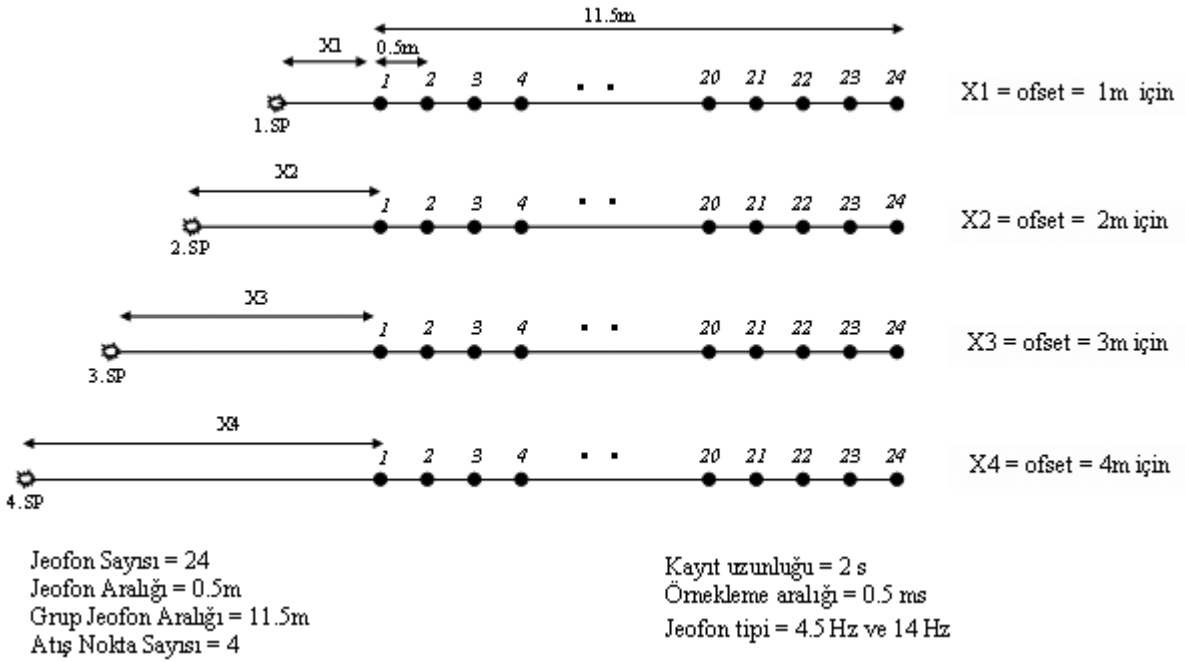 11.5m
X1 0.5m
1 2 3 4 . . 20 21 22 23 24
1.SP
X1 = ofset = 1m için
X2
1 2 3 4 . . 20 21 22 23 24
2.SP
X2 = ofset = 2m için
X3
1 2 3 4 . . 20 21 22 23 24
3.SP
X3 = ofset = 3m için
X4
1 2 3 4 . . 20 21 22 23 24
4.SP
X4 = ofset = 4m için
Jeofon Sayısı = 24
Jeofon Aralığı = 0.5m
Grup Jeofon Aralığı = 11.5m
Atış Nokta Sayısı = 4
Kayıt uzunluğu = 2 s
Örnekleme aralığı = 0.5 ms
Jeofon tipi = 4.5 Hz ve 14 Hz